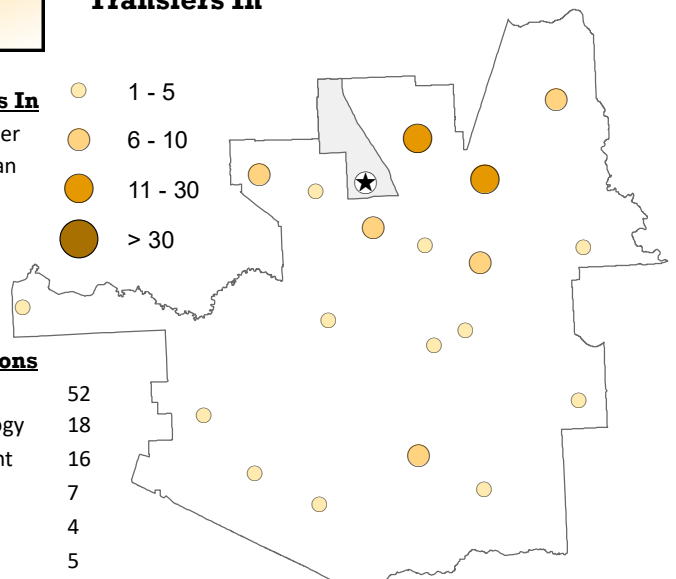 Transfers In
s In
er
an
1 - 5
6 - 10
11 - 30
> 30
ons
52
gy 18
nt 16
7
4
5